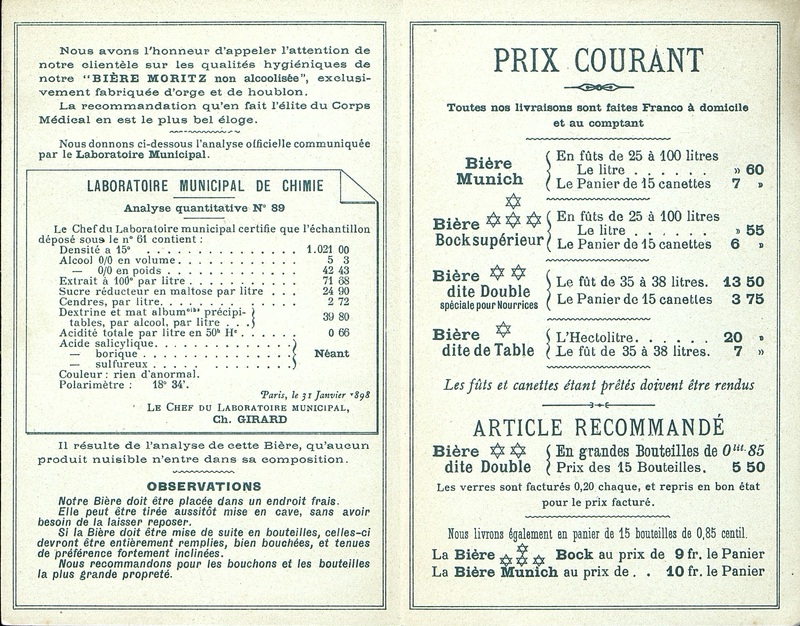 Nous avons l'honneur d'appeler l'attention de
notre clientèle sur les qualités hygiéniques de
notre "BIÈRE MORITZ non alcoolisée", exclusi-
vement fabriquée d'orge et de houblon.
La recommandation qu'en fait l'élite du Corps
Médical en est le plus bel éloge.
Nous donnons ci-dessous l'analyse officielle communiquée
par le Laboratoire Municipal.
LABORATOIRE MUNICIPAL DE CHIMIE
Analyse quantitative N° 89
Le Chef du Laboratoire municipal certifie que l'échantillon
déposé sous le n° 61 contient :
Densité à 15° . . . . . . . . . . . . 1.021 00
Alcool 0/0 en volume . . . . . . . . . 5 3
— 0/0 en poids . . . . . . . . . . 42 43
Extrait à 100° par litre . . . . . . . . 71 68
Sucre réducteur en maltose par litre . . . 24 90
Cendres, par litre. . . . . . . . . . . 2 72
Dextrine et mat album précipi-
tables, par alcool, par litre . . . 39 80
Acidité totale par litre en 50 H . . . . . 0 66
Acide salicylique. . . . . . . . . . .
— borique . . . . . . . . . . . Néant
— sulfureux . . . . . . . . . .
Couleur : rien d'anormal.
Polarimètre : 18° 34'.
Paris, le 31 Janvier 1898
LE CHEF DU LABORATOIRE MUNICIPAL,
Ch. GIRARD
Il résulte de l'analyse de cette Bière, qu'aucun
produit nuisible n'entre dans sa composition.
OBSERVATIONS
Notre Bière doit être placée dans un endroit frais.
Elle peut être tirée aussitôt mise en cave, sans avoir
besoin de la laisser reposer.
Si la Bière doit être mise de suite en bouteilles, celles-ci
devront être entièrement remplies, bien bouchées, et tenues
de préférence fortement inclinées.
Nous recommandons pour les bouchons et les bouteilles
la plus grande propreté.
PRIX COURANT
Toutes nos livraisons sont faites Franco à domicile
et au comptant
Bière Munich
En fûts de 25 à 100 litres
Le litre . . . . . . » 60
Le Panier de 15 canettes 7 »
Bière Bock supérieur
En fûts de 25 à 100 litres
Le litre . . . . . . » 55
Le Panier de 15 canettes 6 »
Bière dite Double
spéciale pour Nourrices
Le fût de 35 à 38 litres. 13 50
Le Panier de 15 canettes 3 75
Bière dite de Table
L'Hectolitre. . . . . . 20 »
Le fût de 35 à 38 litres. 7 »
Les fûts et canettes étant prêtés doivent être rendus
ARTICLE RECOMMANDÉ
Bière dite Double
En grandes Bouteilles de 0lit. 85
Prix des 15 Bouteilles. 5 50
Les verres sont facturés 0,20 chaque, et repris en bon état
pour le prix facturé.
Nous livrons également en panier de 15 bouteilles de 0,85 centil.
La Bière Bock au prix de 9 fr. le Panier
La Bière Munich au prix de . . 10 fr. le Panier